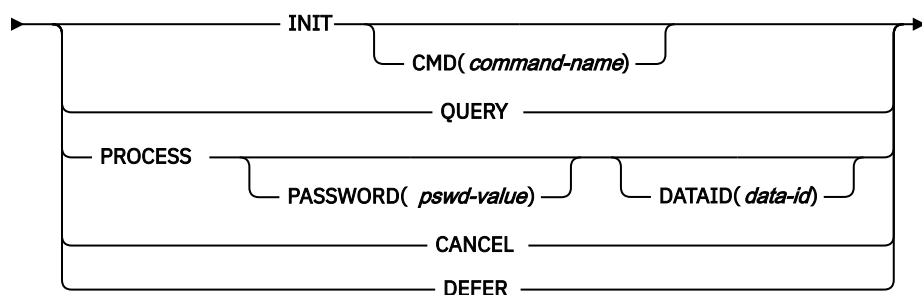 INIT
CMD( command-name)
QUERY
PROCESS
PASSWORD( pswd-value) DATAID( data-id)
CANCEL
DEFER